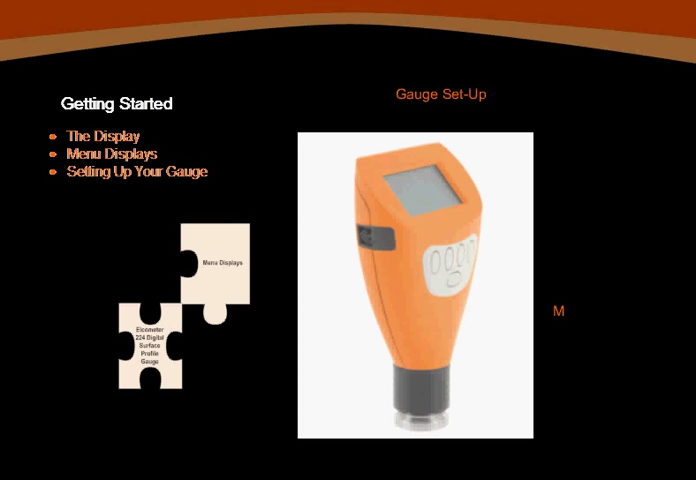 Gauge Set-Up
Getting Started
The Display
Menu Displays
Setting Up Your Gauge
Menu Displays
M
Elcometer
224 Digital
Surface
Profile
Gauge